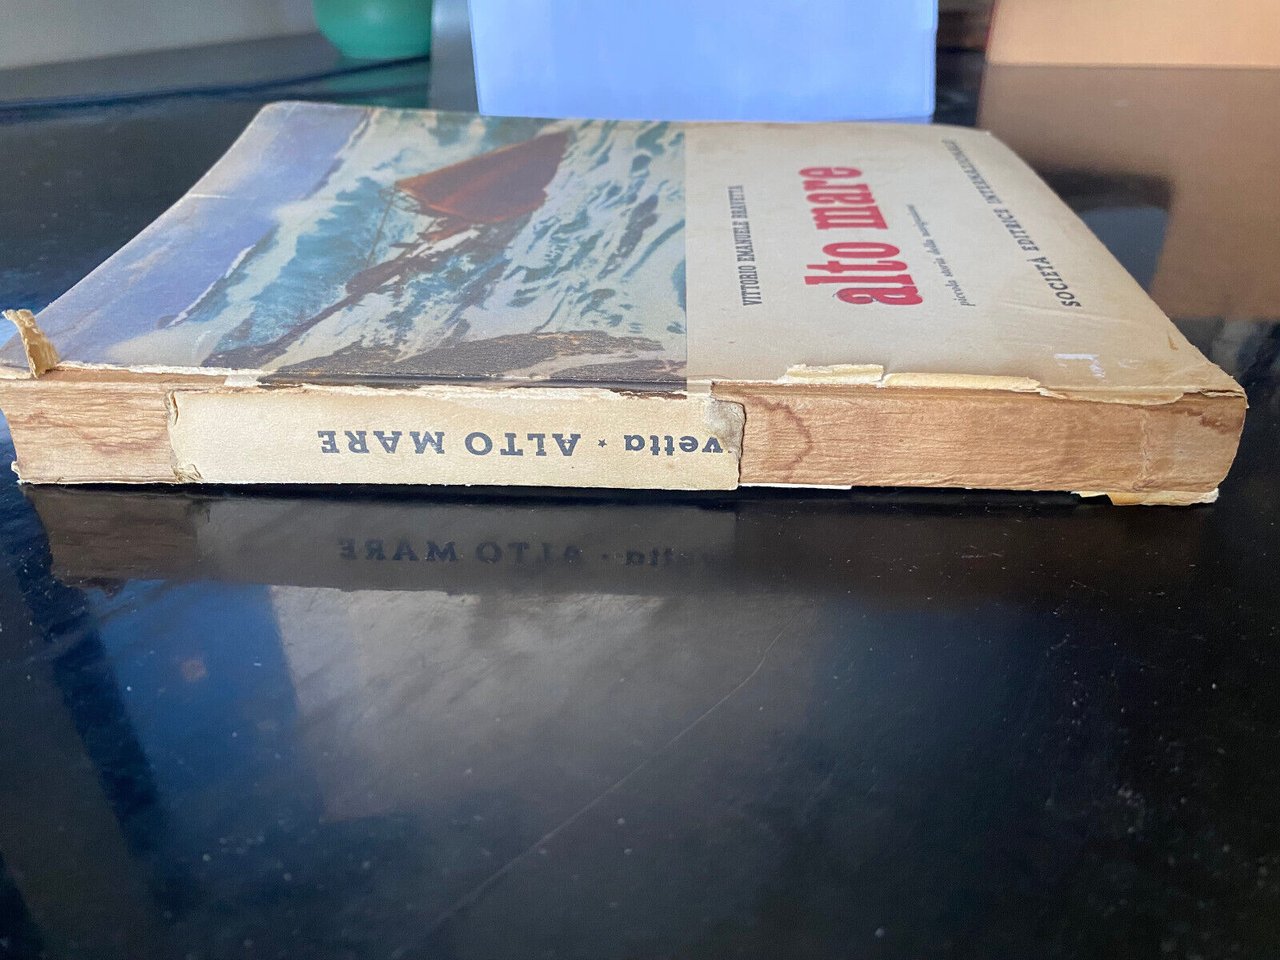 VITTORIO EMANUELE BRAVETTA
alto mare
piccola storia della navigazione
SOCIETÀ EDITRICE INTERNAZIONALE
vetta * ALTO MARE